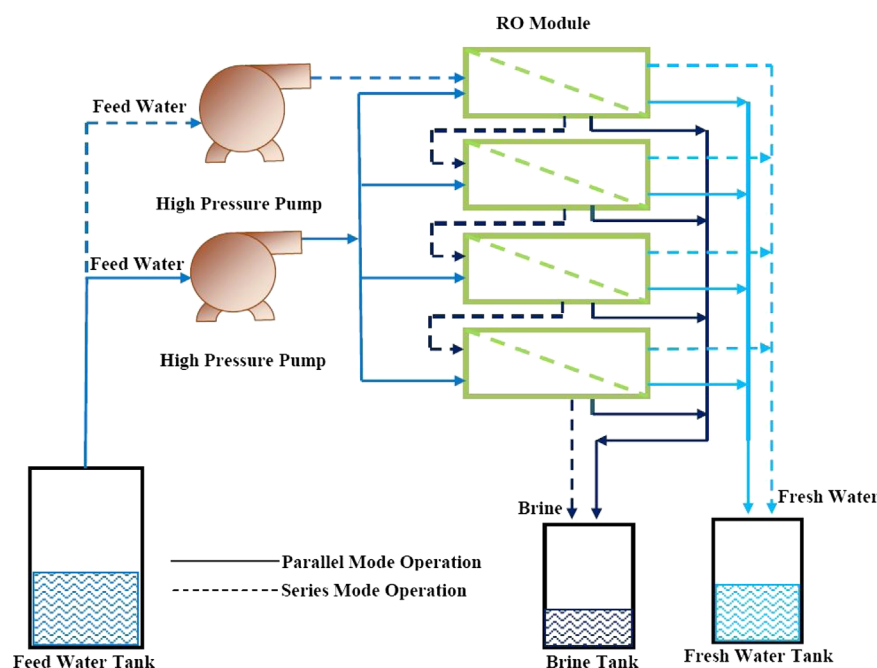 RO Module
Feed Water
High Pressure Pump
Feed Water
High Pressure Pump
Fresh Water
Brine
Parallel Mode Operation
Series Mode Operation
Feed Water Tank
Brine Tank
Fresh Water Tank